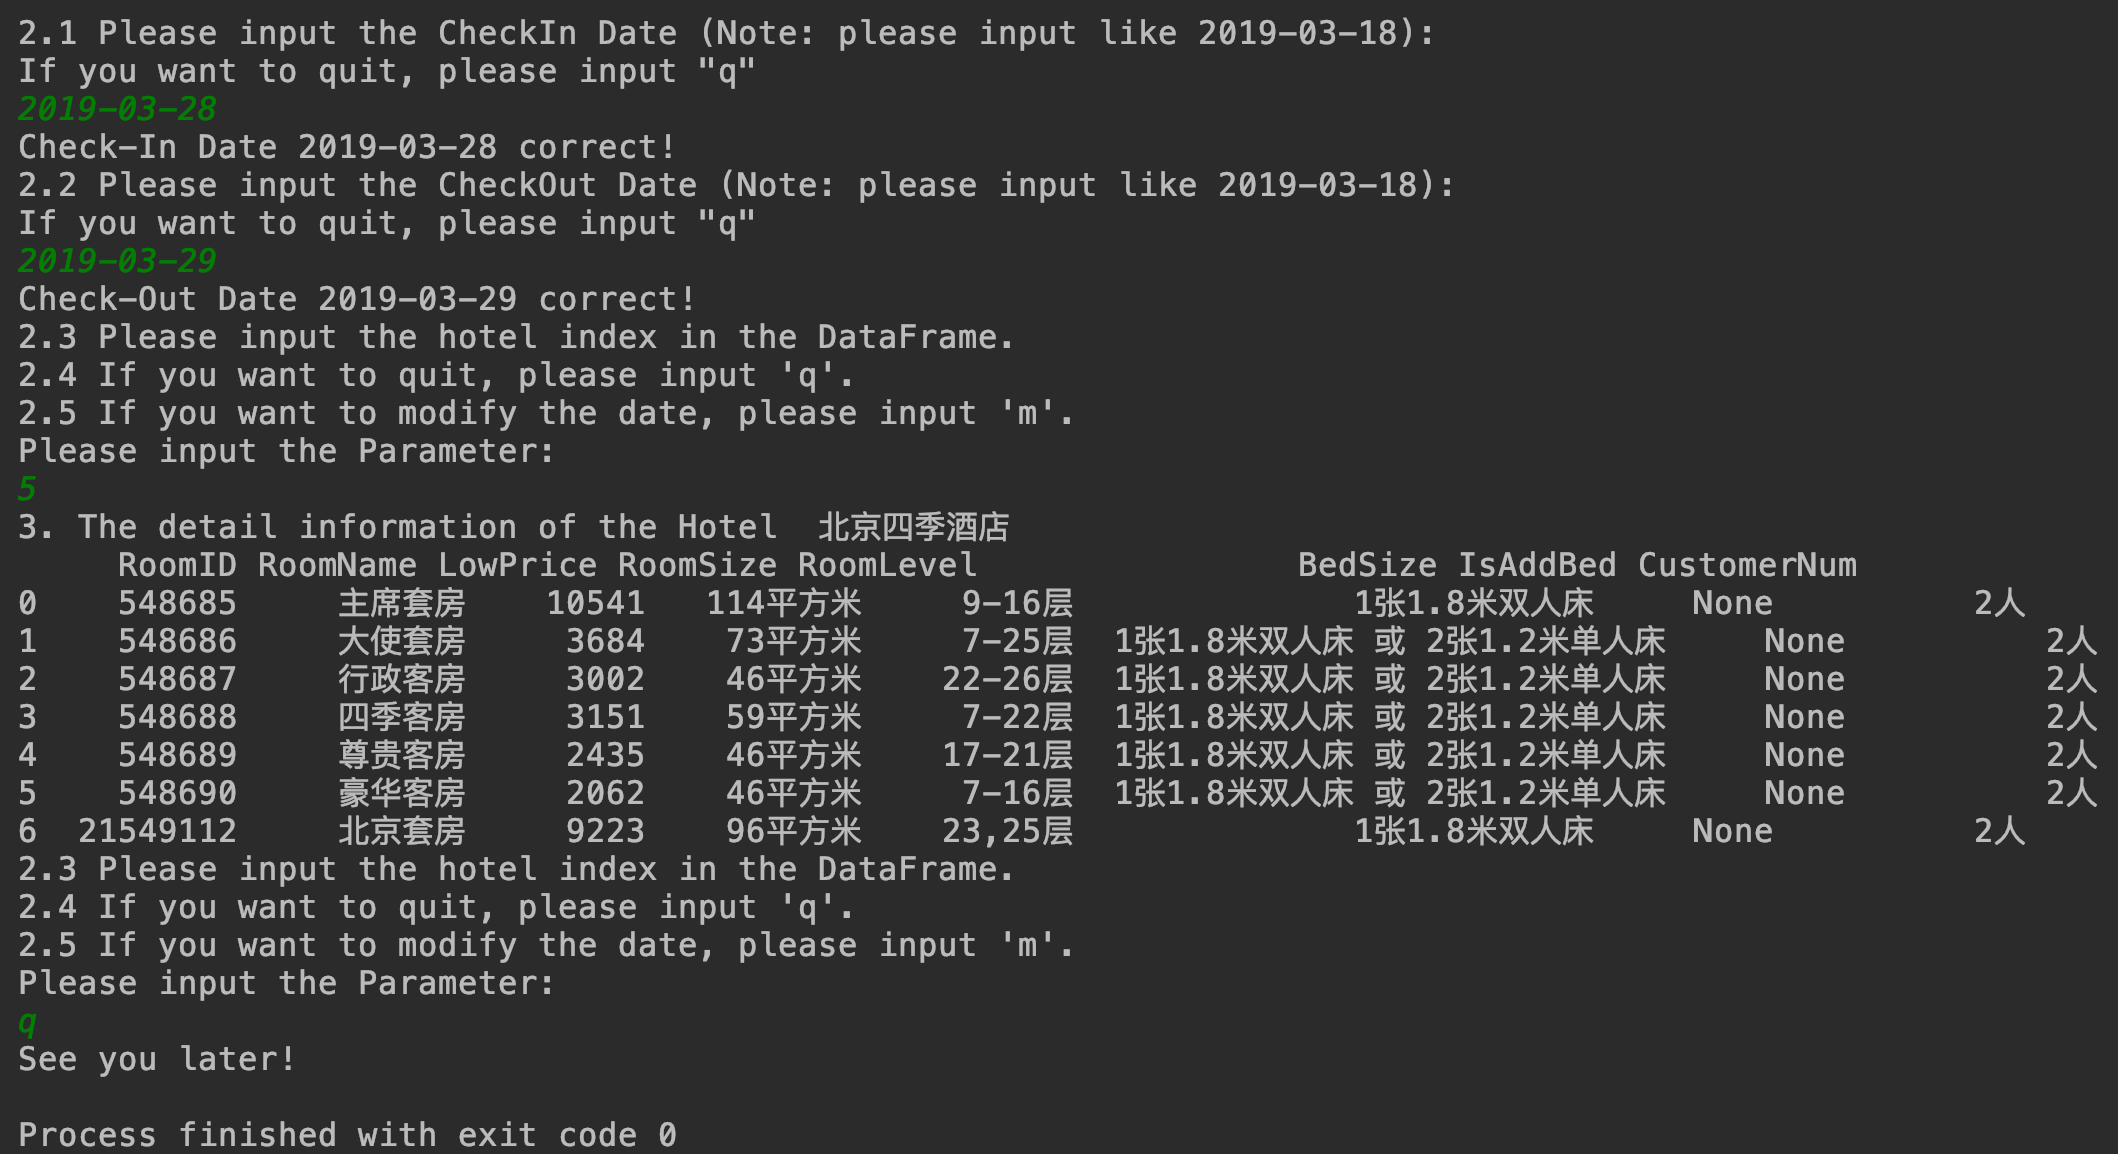 2.1 Please input the CheckIn Date (Note: please input like 2019-03-18):
If you want to quit, please input "q"
2019-03-28
Check-In Date 2019-03-28 correct!
2.2 Please input the CheckOut Date (Note: please input like 2019-03-18):
If you want to quit, please input "q"
2019-03-29
Check-Out Date 2019-03-29 correct!
2.3 Please input the hotel index in the DataFrame.
2.4 If you want to quit, please input 'q'.
2.5 If you want to modify the date, please input 'm'.
Please input the Parameter:
5
3. The detail information of the Hotel  北京四季酒店
RoomID RoomName LowPrice RoomSize RoomLevel BedSize IsAddBed CustomerNum
0 548685 主席套房 10541 114平方米 9-16层 1张1.8米双人床 None 2人
1 548686 大使套房 3684 73平方米 7-25层 1张1.8米双人床 或 2张1.2米单人床 None 2人
2 548687 行政客房 3002 46平方米 22-26层 1张1.8米双人床 或 2张1.2米单人床 None 2人
3 548688 四季客房 3151 59平方米 7-22层 1张1.8米双人床 或 2张1.2米单人床 None 2人
4 548689 尊贵客房 2435 46平方米 17-21层 1张1.8米双人床 或 2张1.2米单人床 None 2人
5 548690 豪华客房 2062 46平方米 7-16层 1张1.8米双人床 或 2张1.2米单人床 None 2人
6 21549112 北京套房 9223 96平方米 23,25层 1张1.8米双人床 None 2人
2.3 Please input the hotel index in the DataFrame.
2.4 If you want to quit, please input 'q'.
2.5 If you want to modify the date, please input 'm'.
Please input the Parameter:
q
See you later!
Process finished with exit code 0